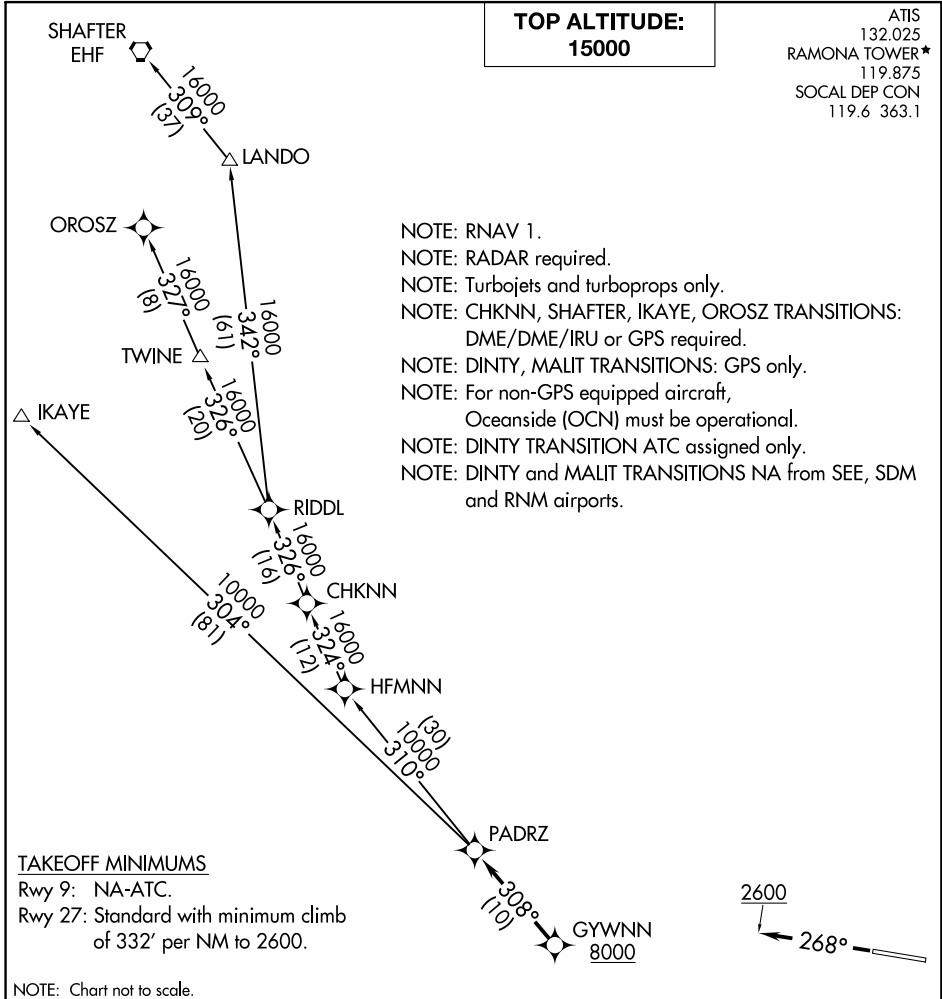 TOP ALTITUDE:
15000
ATIS
132.025
RAMONA TOWER★
119.875
SOCAL DEP CON
119.6 363.1
SHAFTER
EHF
16000
309°
(37)
LANDO
OROSZ
16000
327°
(8)
16000
342°
(61)
TWINE
16000
326°
(20)
IKAYE
NOTE: RNAV 1.
NOTE: RADAR required.
NOTE: Turbojets and turboprops only.
NOTE: CHKNN, SHAFTER, IKAYE, OROSZ TRANSITIONS:
DME/DME/IRU or GPS required.
NOTE: DINTY, MALIT TRANSITIONS: GPS only.
NOTE: For non-GPS equipped aircraft,
Oceanside (OCN) must be operational.
NOTE: DINTY TRANSITION ATC assigned only.
NOTE: DINTY and MALIT TRANSITIONS NA from SEE, SDM
and RNM airports.
RIDDL
16000
326°
(16)
CHKNN
10000
304°
(81)
16000
324°
(12)
HFMNN
(30)
10000
310°
PADRZ
308°
(10)
GYWNN
8000
2600
268°
TAKEOFF MINIMUMS
Rwy 9: NA-ATC.
Rwy 27: Standard with minimum climb
of 332' per NM to 2600.
NOTE: Chart not to scale.